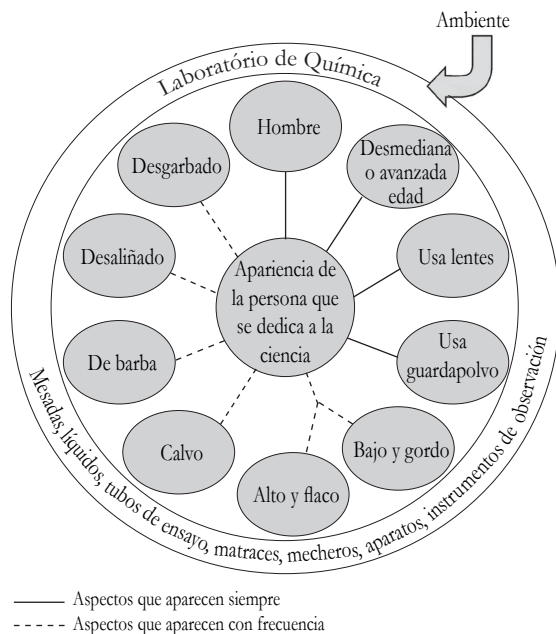 Ambiente
Laboratório de Química
Hombre
Desgarbado
Desmediana
o avanzada
edad
Desaliñado
Usa lentes
Apariencia de
la persona que
se dedica a la
ciencia
De barba
Usa
guardapolvo
Calvo
Bajo y gordo
Alto y flaco
Mesadas, líquidos, tubos de ensayo, matraces, mecheros, aparatos, instrumentos de observación
Aspectos que aparecen siempre
Aspectos que aparecen con frecuencia